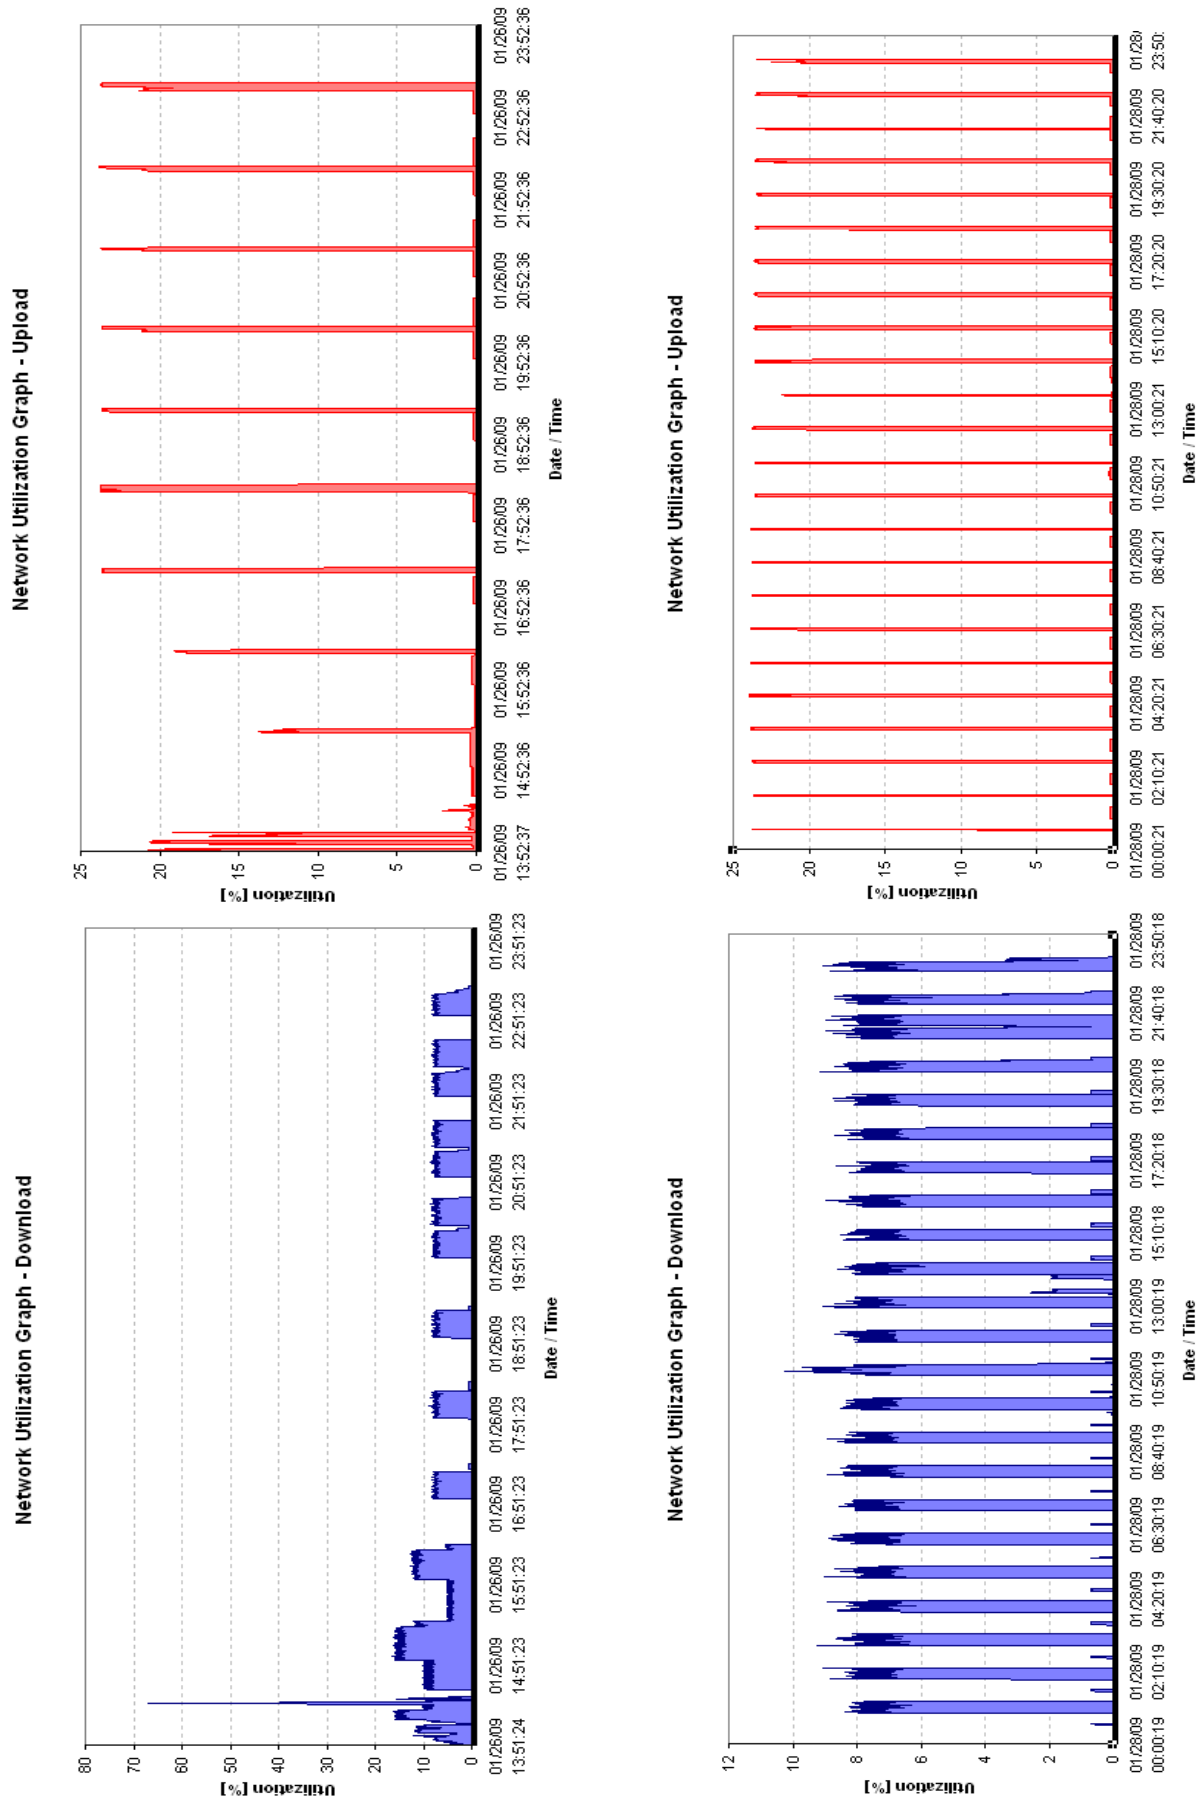 Network Utilization Graph - Download
Utilization [%]
80
70
60
50
40
30
20
10
0
01/26/09 01/26/09 01/26/09 01/26/09 01/26/09 01/26/09 01/26/09 01/26/09 01/26/09 01/26/09 01/26/09
13:51:24 14:51:23 15:51:23 16:51:23 17:51:23 18:51:23 19:51:23 20:51:23 21:51:23 22:51:23 23:51:23
Date / Time
Network Utilization Graph - Upload
Utilization [%]
25
20
15
10
5
0
01/26/09 01/26/09 01/26/09 01/26/09 01/26/09 01/26/09 01/26/09 01/26/09 01/26/09 01/26/09 01/26/09
13:52:37 14:52:36 15:52:36 16:52:36 17:52:36 18:52:36 19:52:36 20:52:36 21:52:36 22:52:36 23:52:36
Date / Time
Network Utilization Graph - Download
Utilization [%]
12
10
8
6
4
2
0
01/28/09 01/28/09 01/28/09 01/28/09 01/28/09 01/28/09 01/28/09 01/28/09 01/28/09 01/28/09 01/28/09 01/28/09
00:00:19 02:10:19 04:20:19 06:30:19 08:40:19 10:50:19 13:00:19 15:10:18 17:20:18 19:30:18 21:40:18 23:50:18
Date / Time
Network Utilization Graph - Upload
Utilization [%]
25
20
15
10
5
0
01/28/09 01/28/09 01/28/09 01/28/09 01/28/09 01/28/09 01/28/09 01/28/09 01/28/09 01/28/09 01/28/09 01/28/
00:00:21 02:10:21 04:20:21 06:30:21 08:40:21 10:50:21 13:00:21 15:10:20 17:20:20 19:30:20 21:40:20 23:50:
Date / Time